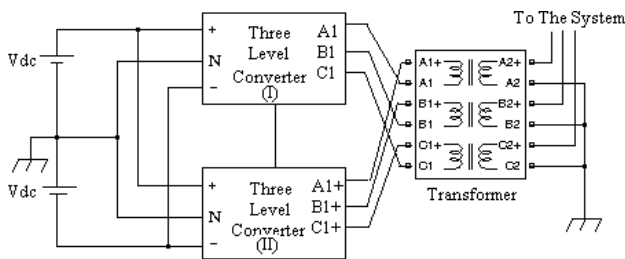 To The System
Vdc
Vdc
+
N
−
Three
Level
Converter
(I)
A1
B1
C1
+
N
−
Three
Level
Converter
(II)
A1+
B1+
C1+
A1+ A2+
A1 A2
B1+ B2+
B1 B2
C1+ C2+
C1 C2
Transformer